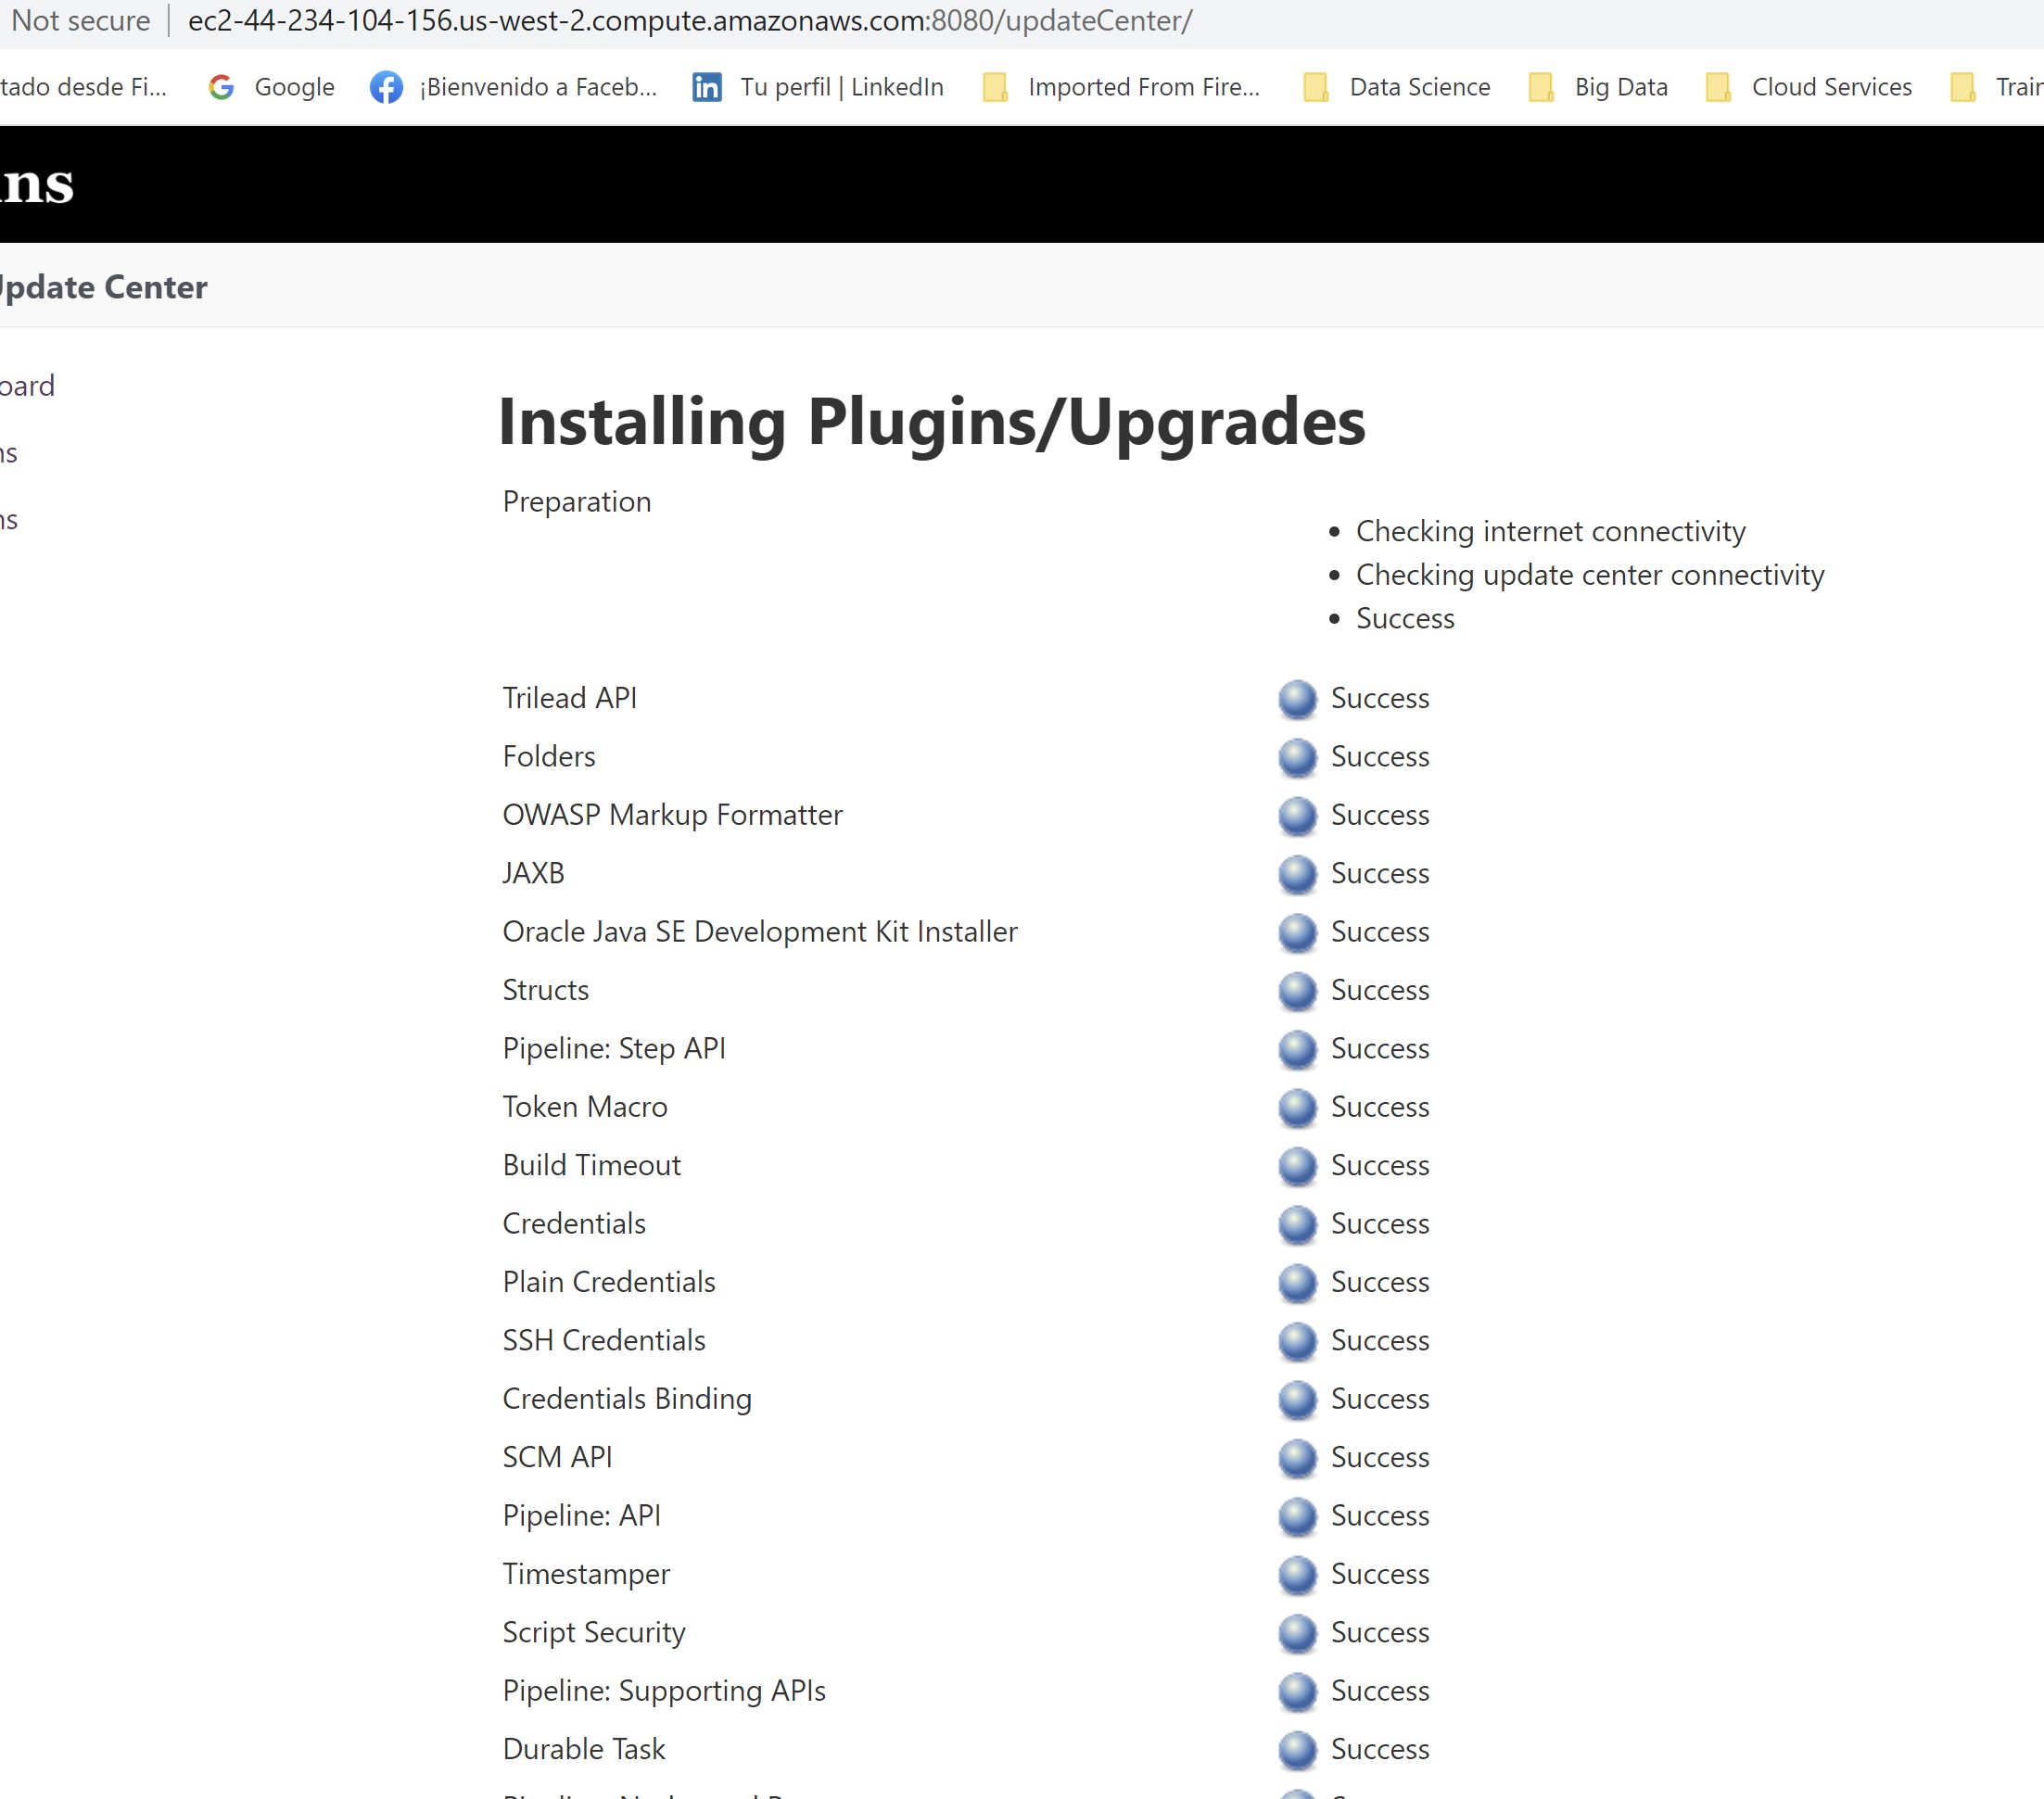 Not secure ec2-44-234-104-156.us-west-2.compute.amazonaws.com:8080/updateCenter/
tado desde Fi... Google ¡Bienvenido a Faceb... Tu perfil | LinkedIn Imported From Fire... Data Science Big Data Cloud Services Train
ins
Update Center
oard
ns
ns
Installing Plugins/Upgrades
Preparation
• Checking internet connectivity
• Checking update center connectivity
• Success
Trilead API Success
Folders Success
OWASP Markup Formatter Success
JAXB Success
Oracle Java SE Development Kit Installer Success
Structs Success
Pipeline: Step API Success
Token Macro Success
Build Timeout Success
Credentials Success
Plain Credentials Success
SSH Credentials Success
Credentials Binding Success
SCM API Success
Pipeline: API Success
Timestamper Success
Script Security Success
Pipeline: Supporting APIs Success
Durable Task Success